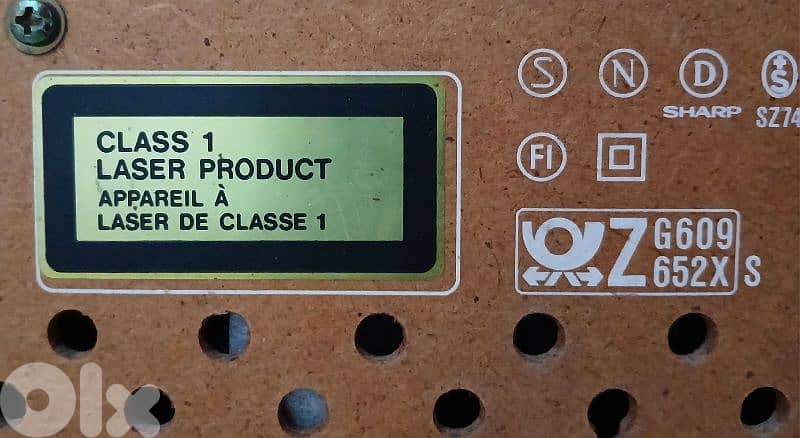 CLASS 1
LASER PRODUCT
APPAREIL À
LASER DE CLASSE 1
S N D S
SHARP SZ74
FI
Z G609
652X S
olx